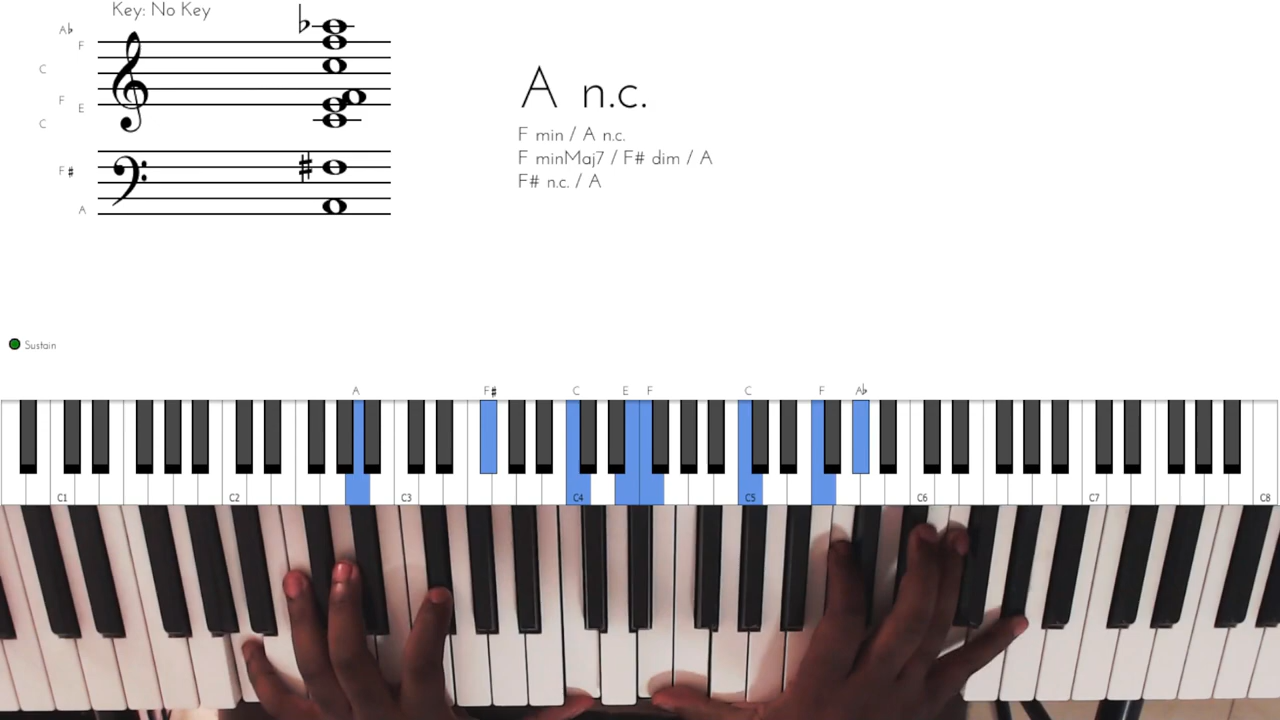 Key: No Key
A♭
F
C
F
E
C
F♯
A
A n.c.
F min / A n.c.
F minMaj7 / F# dim / A
F# n.c. / A
Sustain
A F♯ C E F C F A♭
C1 C2 C3 C4 C5 C6 C7 C8